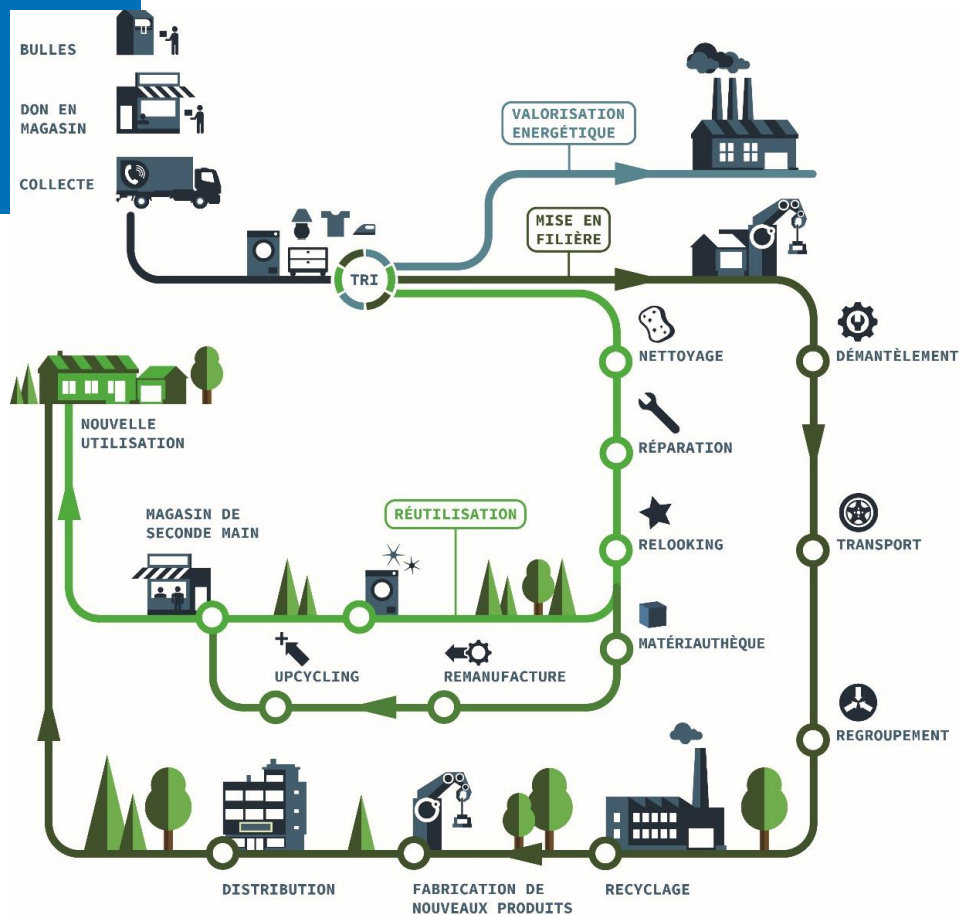 BULLES
DON EN
MAGASIN
COLLECTE
VALORISATION
ENERGÉTIQUE
MISE EN
FILIÈRE
TRI
NETTOYAGE
DÉMANTÈLEMENT
NOUVELLE
UTILISATION
RÉPARATION
MAGASIN DE
SECONDE MAIN
RÉUTILISATION
RELOOKING
TRANSPORT
MATÉRIAUTHÈQUE
UPCYCLING
REMANUFACTURE
REGROUPEMENT
DISTRIBUTION
FABRICATION DE
NOUVEAUX PRODUITS
RECYCLAGE